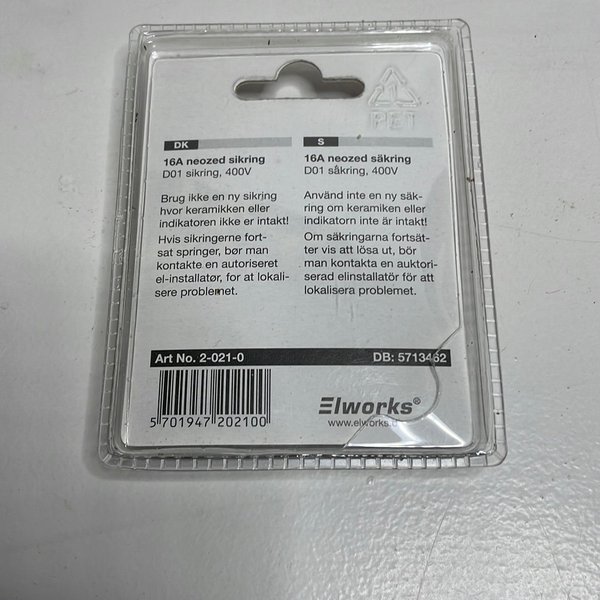 PET
DK
16A neozed sikring
D01 sikring, 400V
Brug ikke en ny sikring
hvor keramikken eller
indikatoren ikke er intakt!
Hvis sikringerne fort-
sat springer, bør man
kontakte en autoriseret
el-installatør, for at lokali-
sere problemet.
S
16A neozed säkring
D01 såkring, 400V
Använd inte en ny säk-
ring om keramiken eller
indikatorn inte är intakt!
Om säkringarna fortsät-
ter vis att lösa ut, bör
man kontakta en auktori-
serad elinstallatör för att
lokalisera problemet.
Art No. 2-021-0
DB: 5713462
5 701947 202100
Elworks®